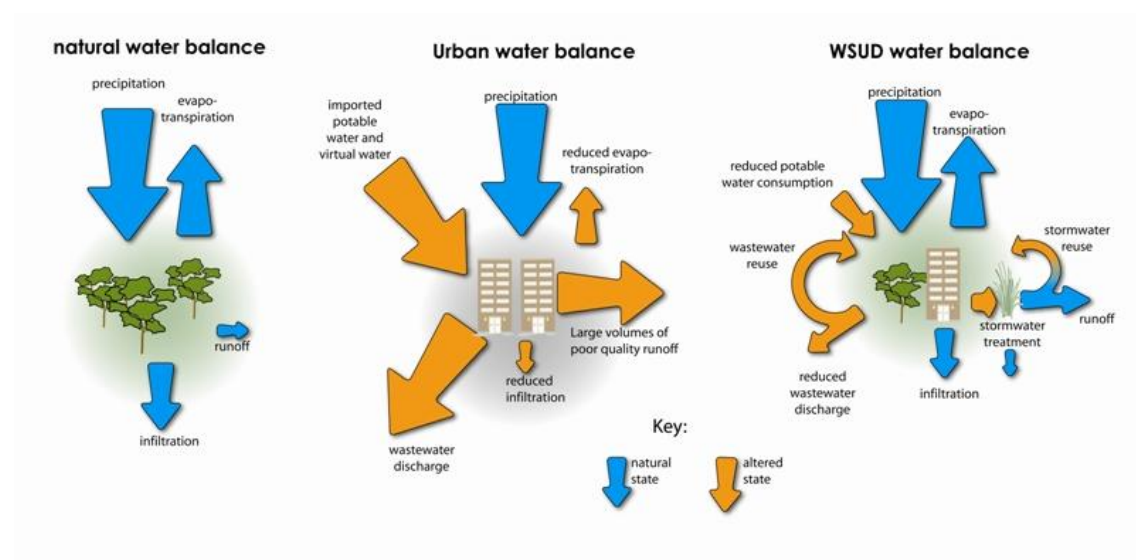 natural water balance
precipitation
evapo-
transpiration
runoff
infiltration
Urban water balance
imported
potable
water and
virtual water
precipitation
reduced evapo-
transpiration
Large volumes of
poor quality runoff
reduced
infiltration
wastewater
discharge
WSUD water balance
precipitation
evapo-
transpiration
reduced potable
water consumption
wastewater
reuse
stormwater
reuse
runoff
stormwater
treatment
infiltration
reduced
wastewater
discharge
Key:
natural
state
altered
state